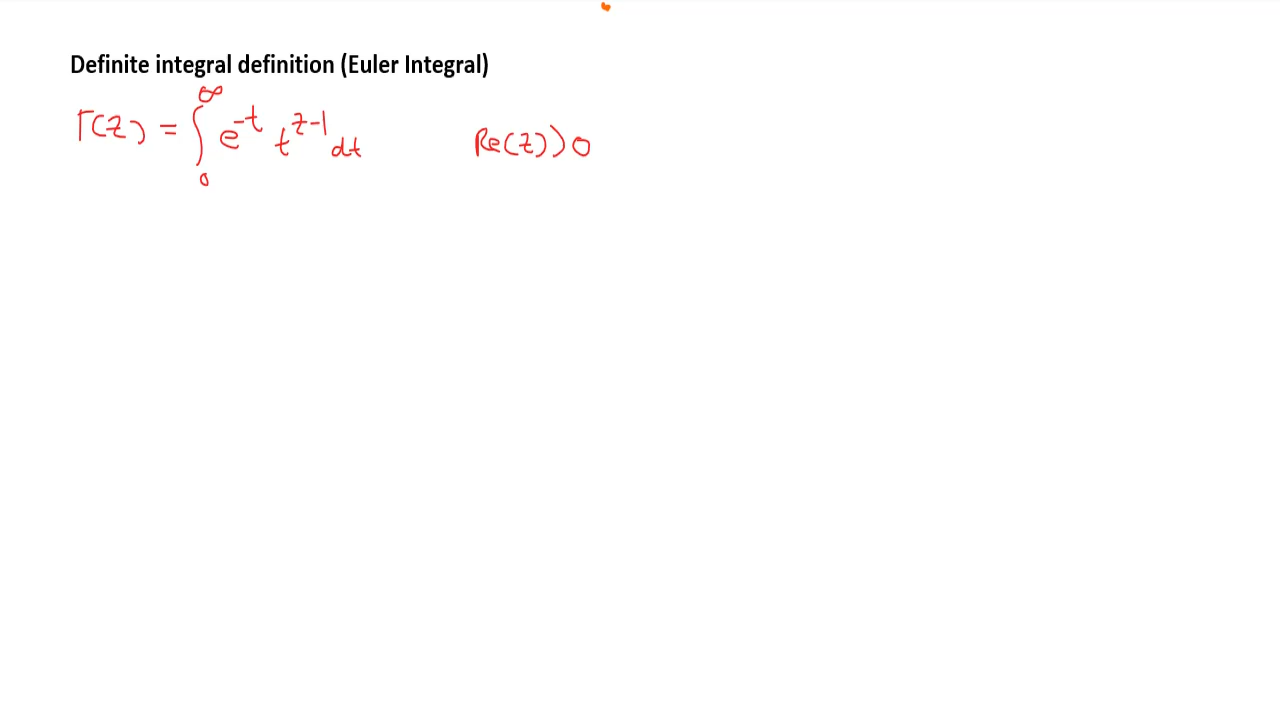 Definite integral definition (Euler Integral)
Γ(z) = ∫₀^∞ e^{-t} t^{z-1} dt Re(z) > 0